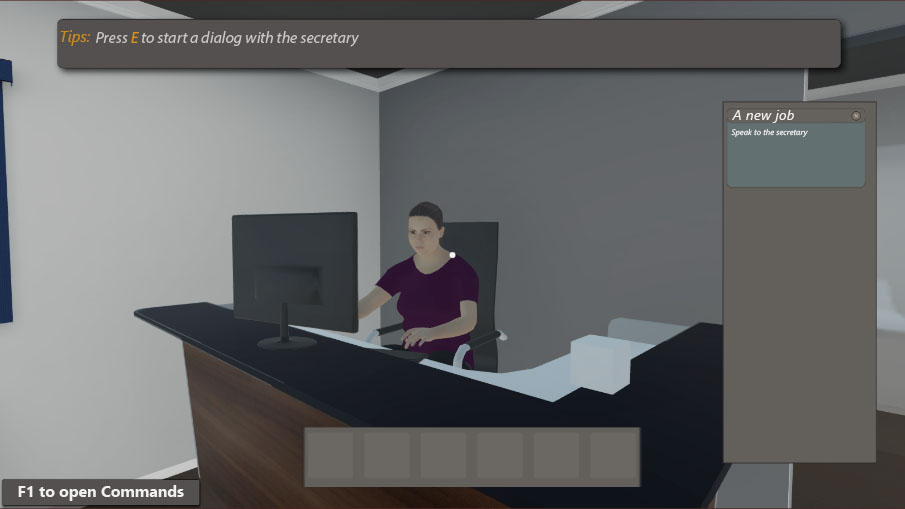 Tips: Press E to start a dialog with the secretary
A new job
Speak to the secretary
F1 to open Commands